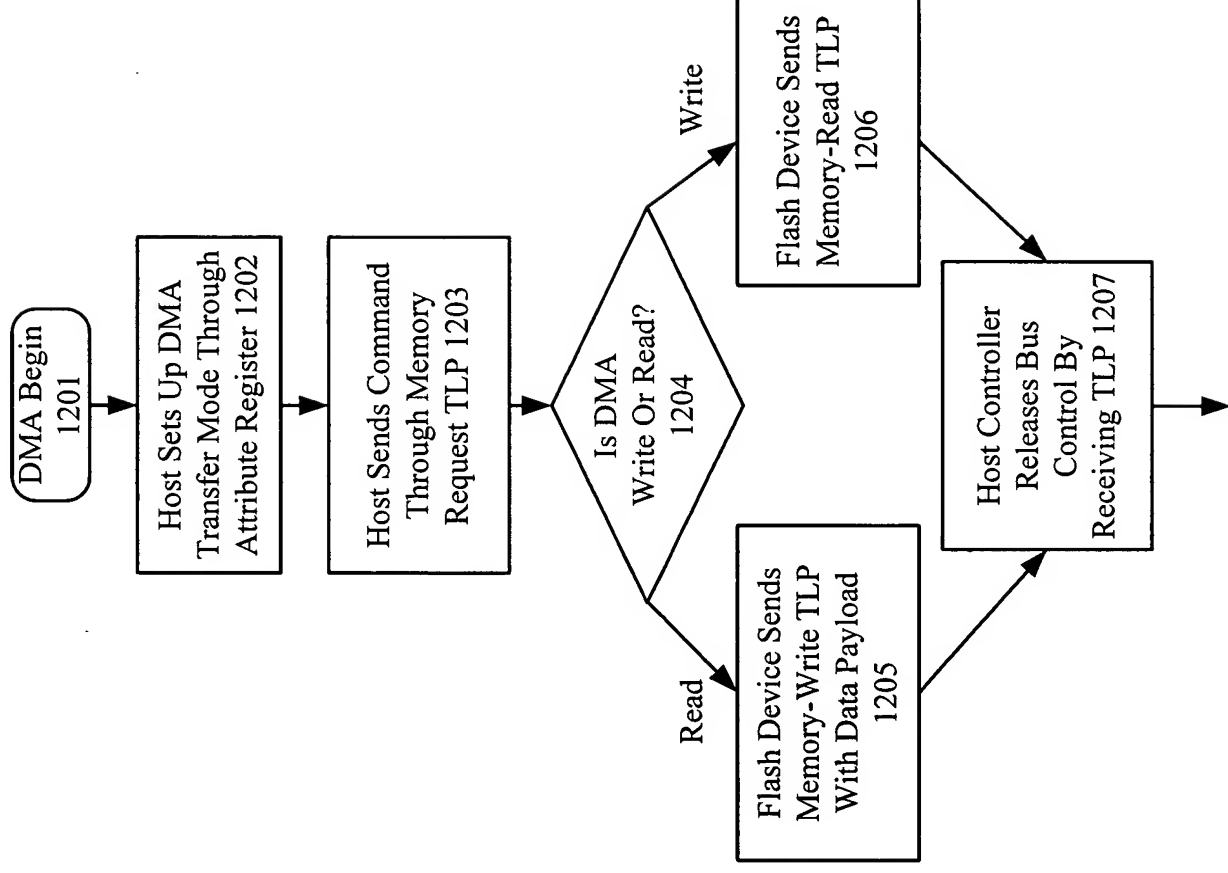 DMA Begin
1201
Host Sets Up DMA
Transfer Mode Through
Attribute Register 1202
Host Sends Command
Through Memory
Request TLP 1203
Is DMA
Write Or Read?
1204
Read
Write
Flash Device Sends
Memory-Write TLP
With Data Payload
1205
Flash Device Sends
Memory-Read TLP
1206
Host Controller
Releases Bus
Control By
Receiving TLP 1207